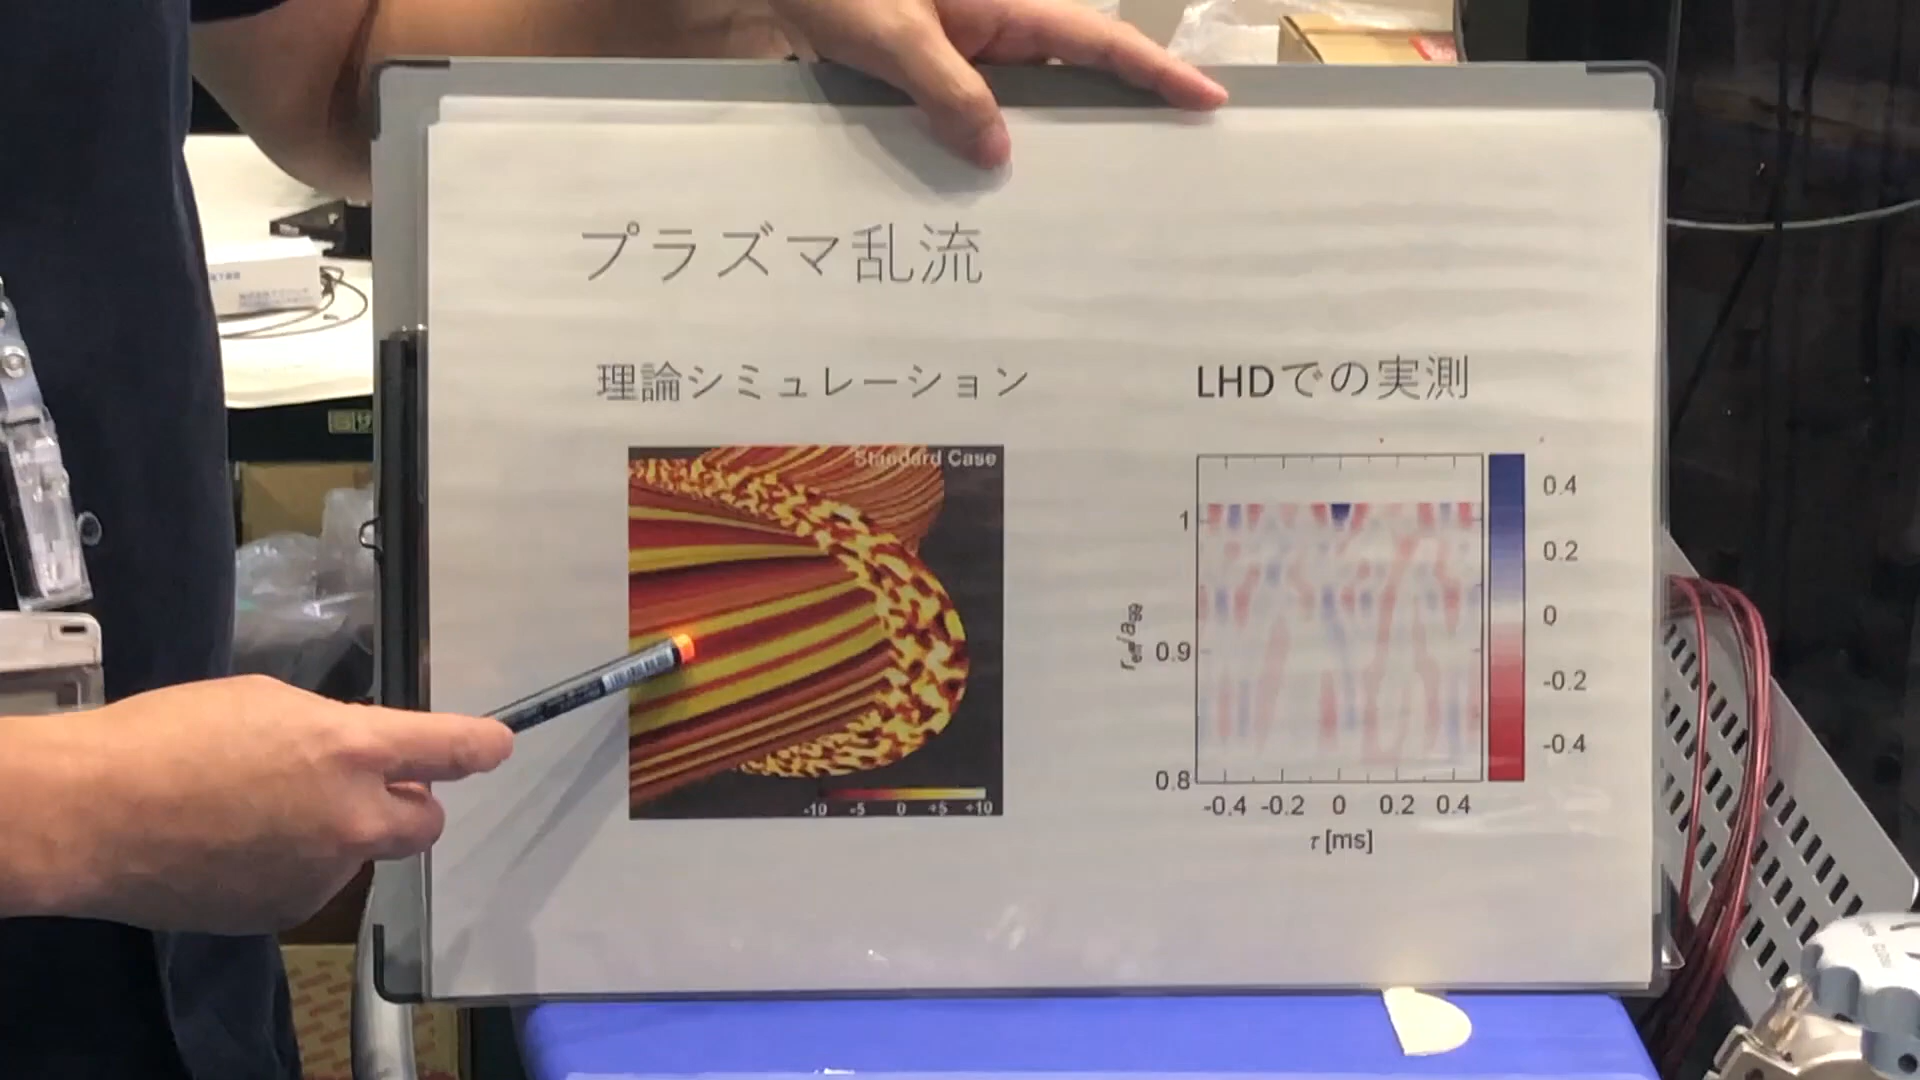 プラズマ乱流
理論シミュレーション
LHDでの実測
Standard Case
-10 -5 0 +5 +10
r_eff/a_99
1
0.9
0.8
-0.4 -0.2 0 0.2 0.4
τ [ms]
0.4
0.2
0
-0.2
-0.4